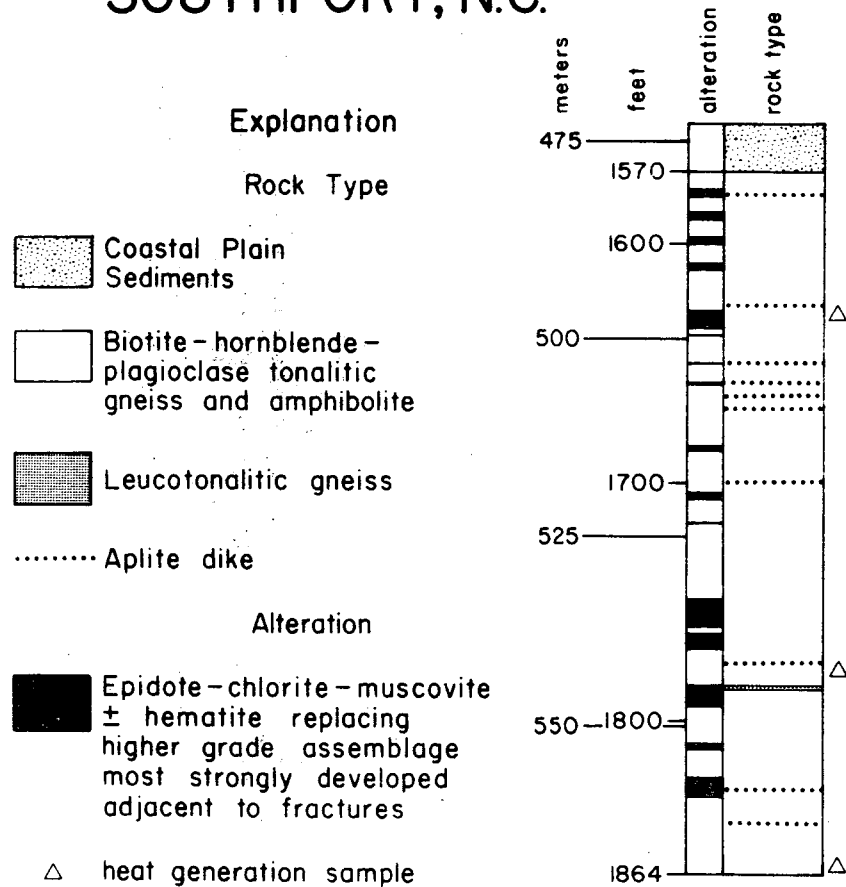 SOUTHPORT, N.C.
Explanation
Rock Type
Coastal Plain
Sediments
Biotite-hornblende-
plagioclase tonalitic
gneiss and amphibolite
Leucotonalitic gneiss
Aplite dike
Alteration
Epidote-chlorite-muscovite
± hematite replacing
higher grade assemblage
most strongly developed
adjacent to fractures
△ heat generation sample
meters
feet
alteration
rock type
475
1570
1600
500
1700
525
550 1800
1864